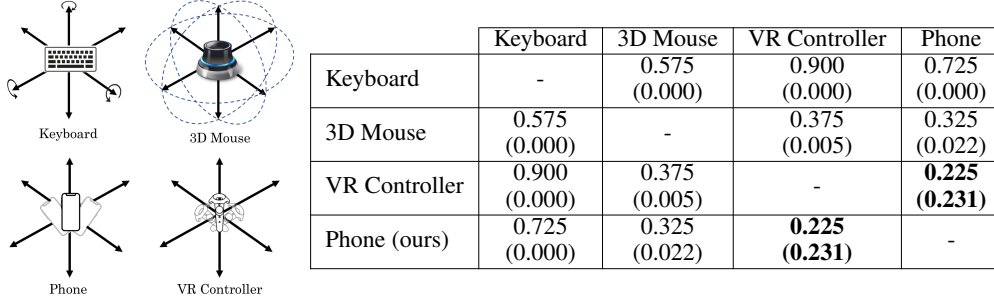 Keyboard
3D Mouse
Phone
VR Controller
Keyboard 3D Mouse VR Controller Phone
Keyboard - 0.575 0.900 0.725
(0.000) (0.000) (0.000)
3D Mouse 0.575 - 0.375 0.325
(0.000) (0.005) (0.022)
VR Controller 0.900 0.375 - 0.225
(0.000) (0.005) (0.231)
Phone (ours) 0.725 0.325 0.225 -
(0.000) (0.022) (0.231)